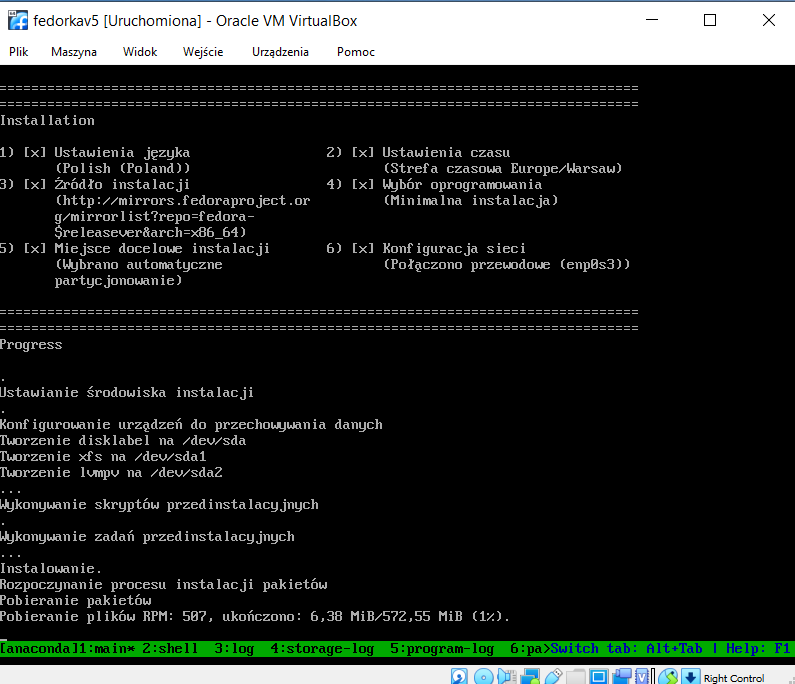 fedorkav5 [Uruchomiona] - Oracle VM VirtualBox
Plik Maszyna Widok Wejście Urządzenia Pomoc
================================================================================
================================================================================
Installation
1) [x] Ustawienia języka 2) [x] Ustawienia czasu
(Polish (Poland)) (Strefa czasowa Europe/Warsaw)
3) [x] Źródło instalacji 4) [x] Wybór oprogramowania
(http://mirrors.fedoraproject.or (Minimalna instalacja)
g/mirrorlist?repo=fedora-
$releasever&arch=x86_64)
5) [x] Miejsce docelowe instalacji 6) [x] Konfiguracja sieci
(Wybrano automatyczne (Połączono przewodowe (enp0s3))
partycjonowanie)
================================================================================
================================================================================
Progress
.
Ustawianie środowiska instalacji
.
Konfigurowanie urządzeń do przechowywania danych
Tworzenie disklabel na /dev/sda
Tworzenie xfs na /dev/sda1
Tworzenie lvmpv na /dev/sda2
...
Wykonywanie skryptów przedinstalacyjnych
.
Wykonywanie zadań przedinstalacyjnych
...
Instalowanie.
Rozpoczynanie procesu instalacji pakietów
Pobieranie pakietów
Pobieranie plików RPM: 507, ukończono: 6,38 MiB/572,55 MiB (1%).
[anaconda]1:main* 2:shell 3:log 4:storage-log 5:program-log 6:pa>Switch tab: Alt+Tab | Help: F1
Right Control